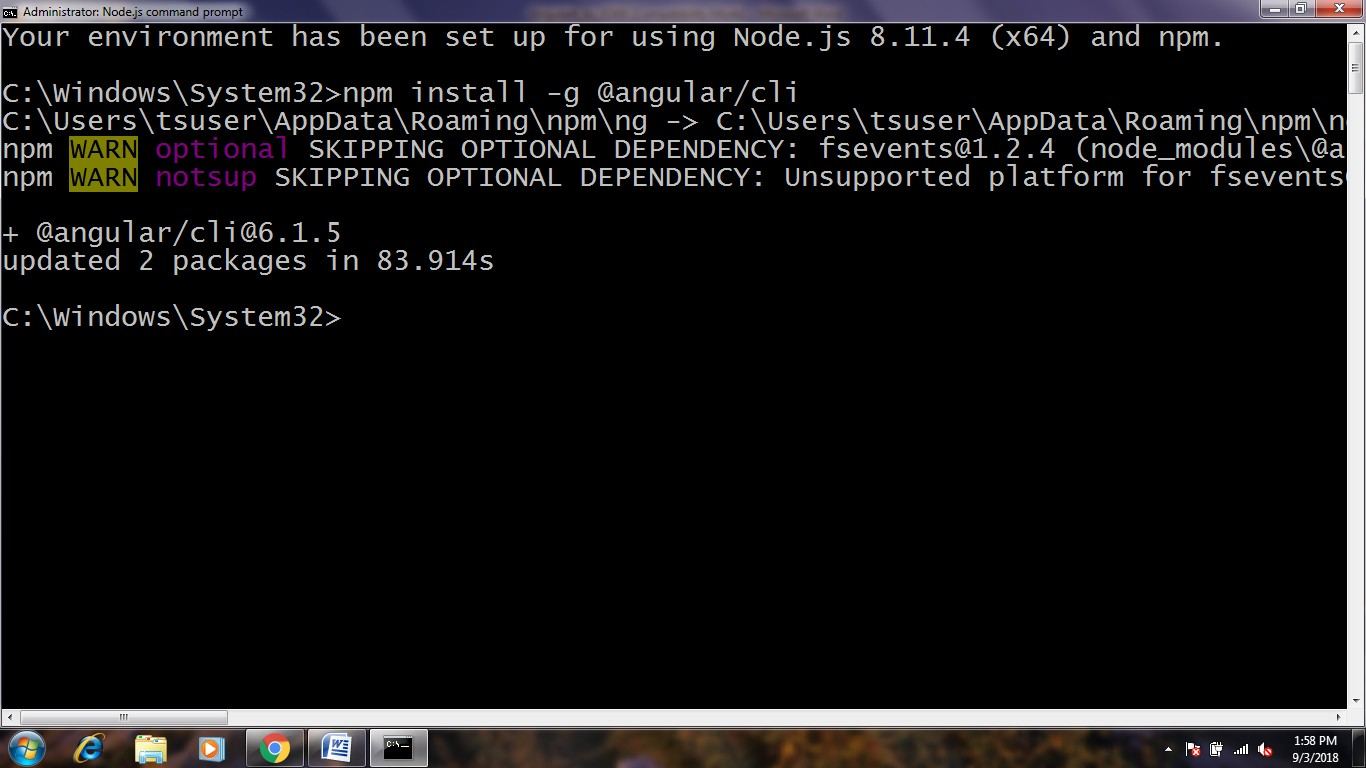 Administrator: Node.js command prompt
Your environment has been set up for using Node.js 8.11.4 (x64) and npm.
C:\Windows\System32>npm install -g @angular/cli
C:\Users\tsuser\AppData\Roaming\npm\ng -> C:\Users\tsuser\AppData\Roaming\npm\n
npm WARN optional SKIPPING OPTIONAL DEPENDENCY: fsevents@1.2.4 (node_modules\@a
npm WARN notsup SKIPPING OPTIONAL DEPENDENCY: Unsupported platform for fsevents
+ @angular/cli@6.1.5
updated 2 packages in 83.914s
C:\Windows\System32>
1:58 PM
9/3/2018